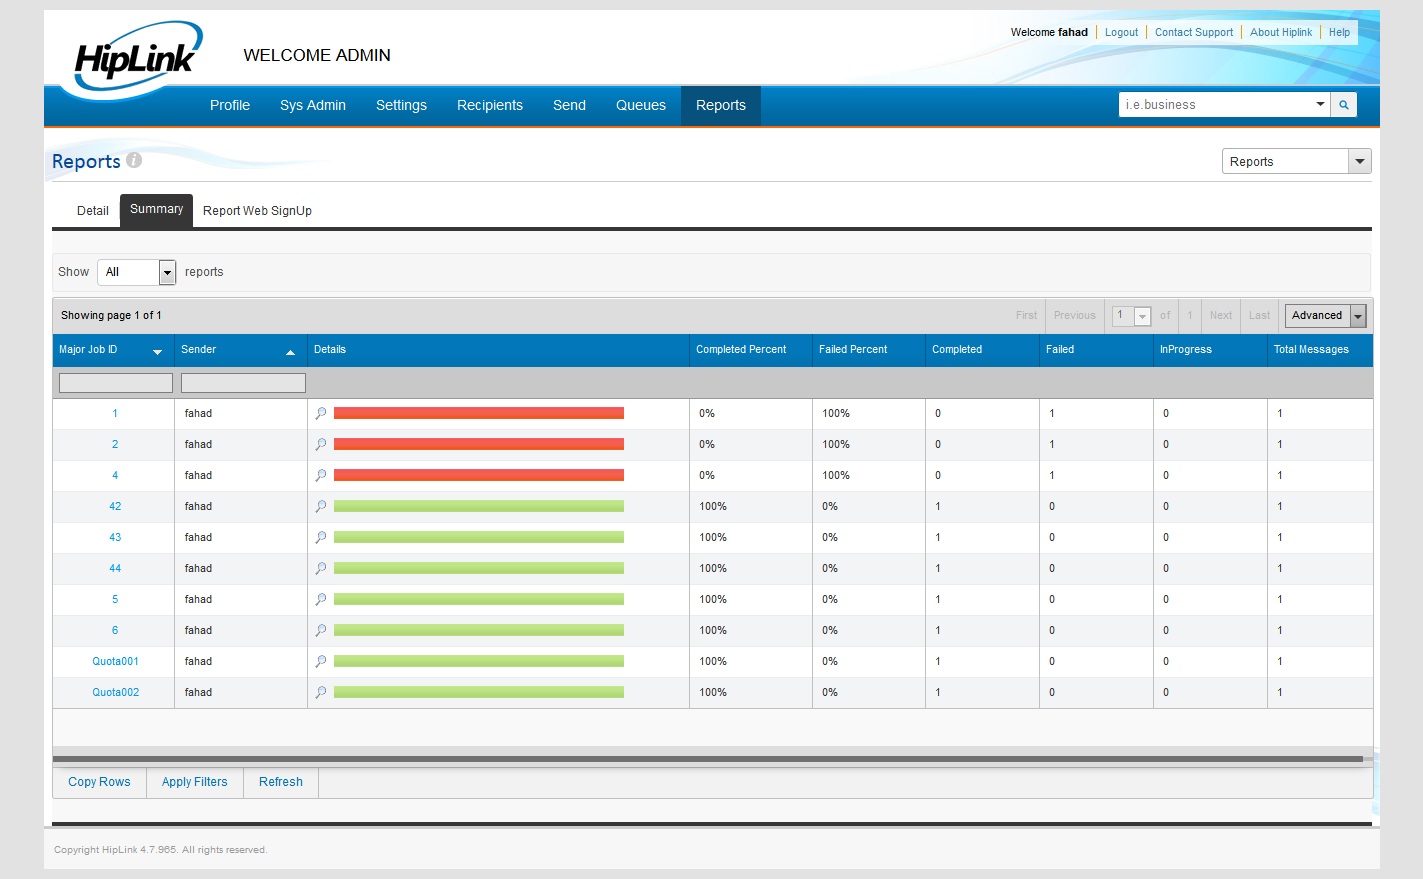 HipLink
WELCOME ADMIN
Welcome fahad Logout Contact Support About Hiplink Help
Profile Sys Admin Settings Recipients Send Queues Reports
i.e.business
Reports
Reports
Detail Summary Report Web SignUp
Show All reports
Showing page 1 of 1 First Previous 1 of 1 Next Last Advanced
Major Job ID Sender Details Completed Percent Failed Percent Completed Failed InProgress Total Messages
1 fahad 0% 100% 0 1 0 1
2 fahad 0% 100% 0 1 0 1
4 fahad 0% 100% 0 1 0 1
42 fahad 100% 0% 1 0 0 1
43 fahad 100% 0% 1 0 0 1
44 fahad 100% 0% 1 0 0 1
5 fahad 100% 0% 1 0 0 1
6 fahad 100% 0% 1 0 0 1
Quota001 fahad 100% 0% 1 0 0 1
Quota002 fahad 100% 0% 1 0 0 1
Copy Rows Apply Filters Refresh
Copyright HipLink 4.7.965. All rights reserved.